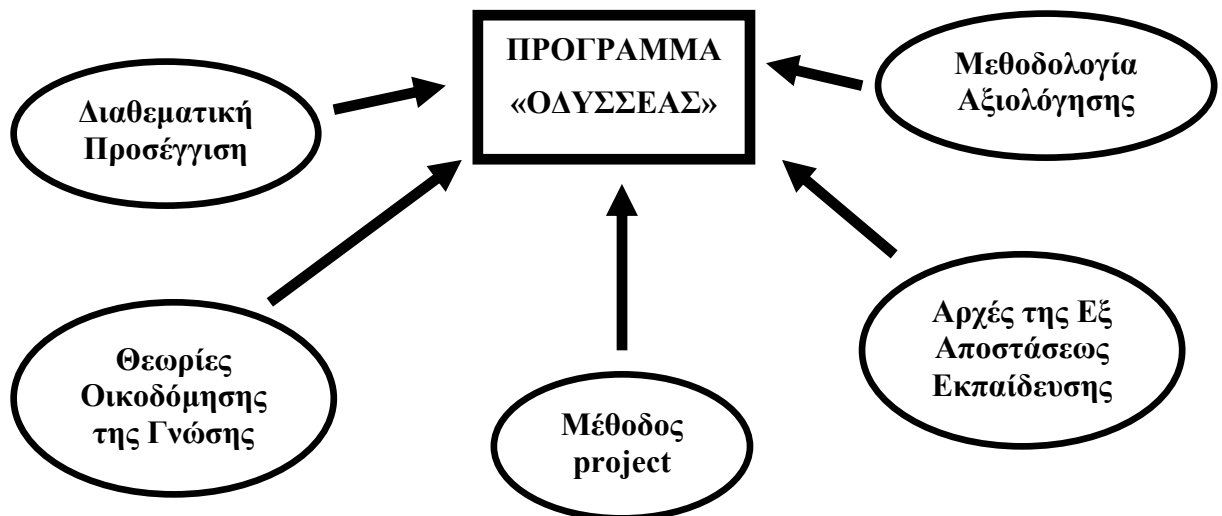 ΠΡΟΓΡΑΜΜΑ
«ΟΔΥΣΣΕΑΣ»
Διαθεματική
Προσέγγιση
Μεθοδολογία
Αξιολόγησης
Θεωρίες
Οικοδόμησης
της Γνώσης
Μέθοδος
project
Αρχές της Εξ
Αποστάσεως
Εκπαίδευσης